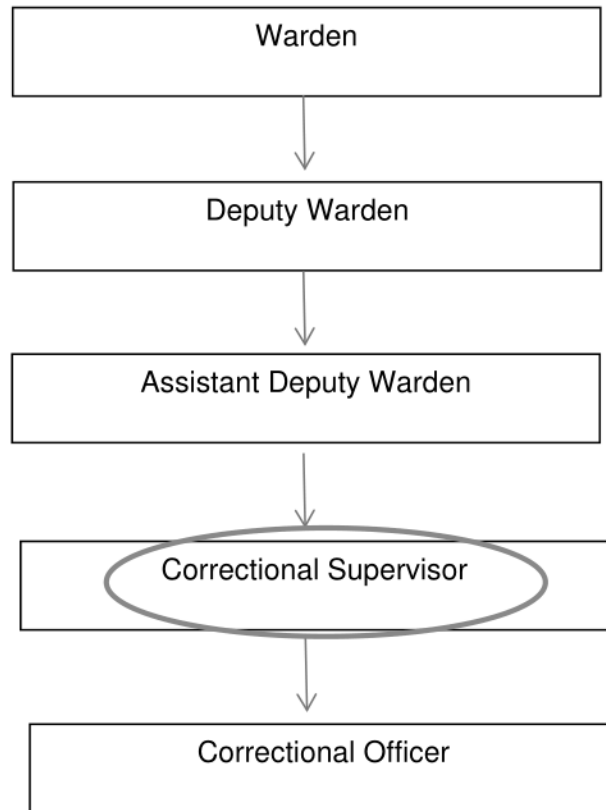 Warden
Deputy Warden
Assistant Deputy Warden
Correctional Supervisor
Correctional Officer